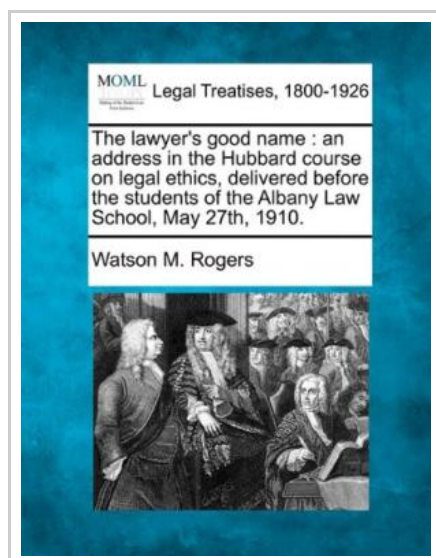 MOML
Legal Treatises, 1800-1926
The lawyer's good name : an
address in the Hubbard course
on legal ethics, delivered before
the students of the Albany Law
School, May 27th, 1910.
Watson M. Rogers